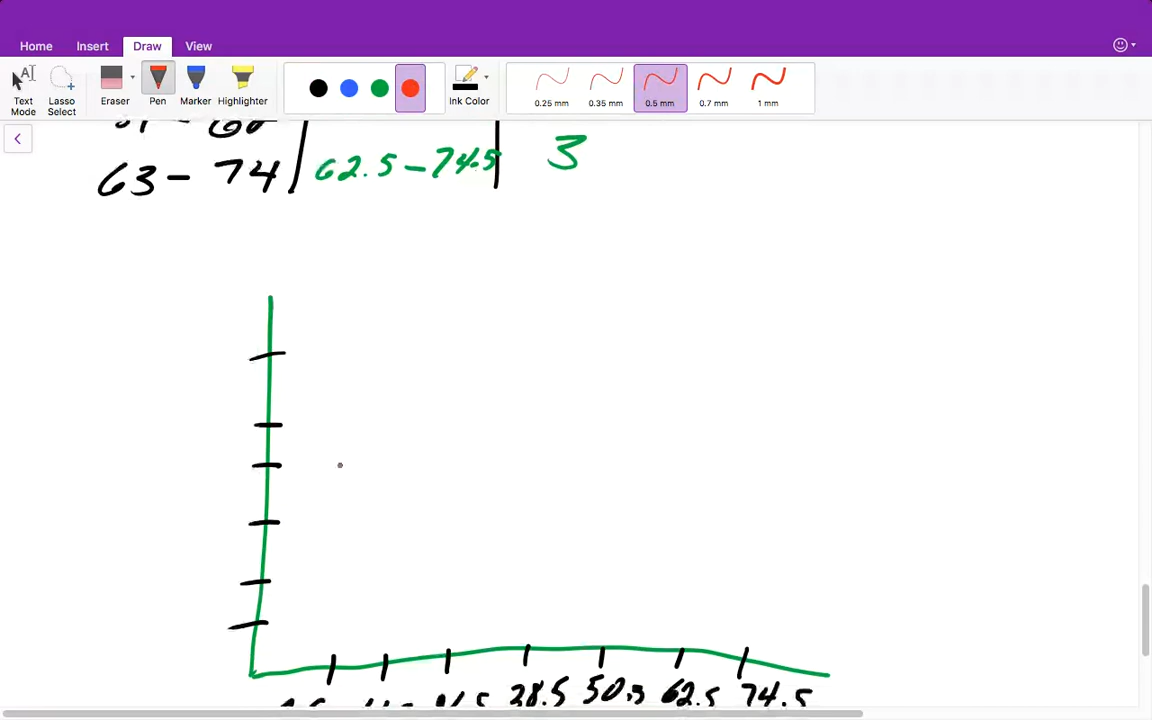 Home Insert Draw View
Text Mode Lasso Select Eraser Pen Marker Highlighter Ink Color 0.25 mm 0.35 mm 0.5 mm 0.7 mm 1 mm
63 - 74 62.5 - 74.5 3
38.5 50.5 62.5 74.5